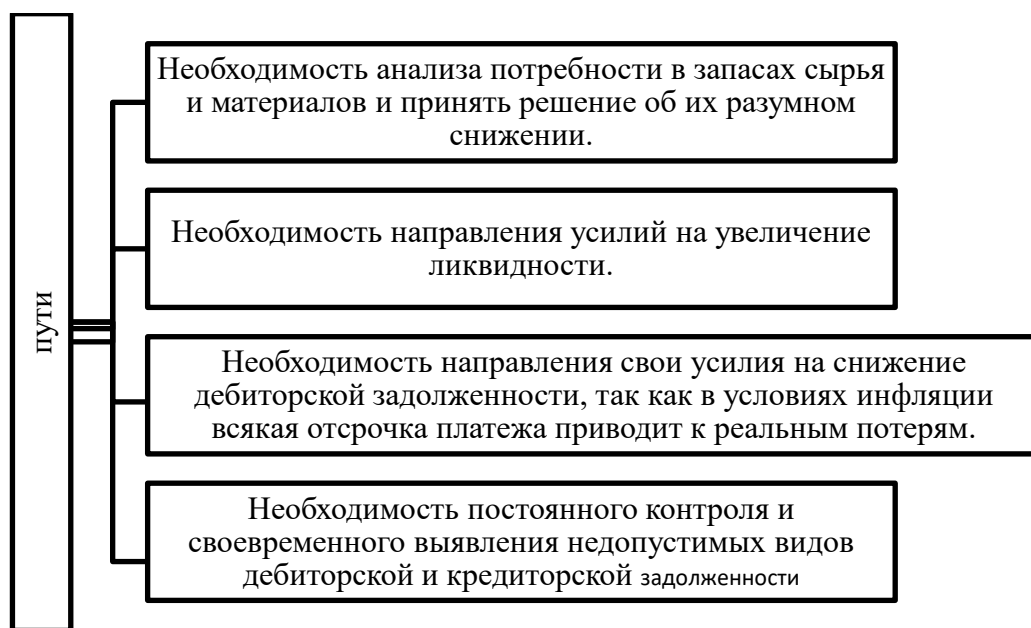 пути
Необходимость анализа потребности в запасах сырья
и материалов и принять решение об их разумном
снижении.
Необходимость направления усилий на увеличение
ликвидности.
Необходимость направления свои усилия на снижение
дебиторской задолженности, так как в условиях инфляции
всякая отсрочка платежа приводит к реальным потерям.
Необходимость постоянного контроля и
своевременного выявления недопустимых видов
дебиторской и кредиторской задолженности